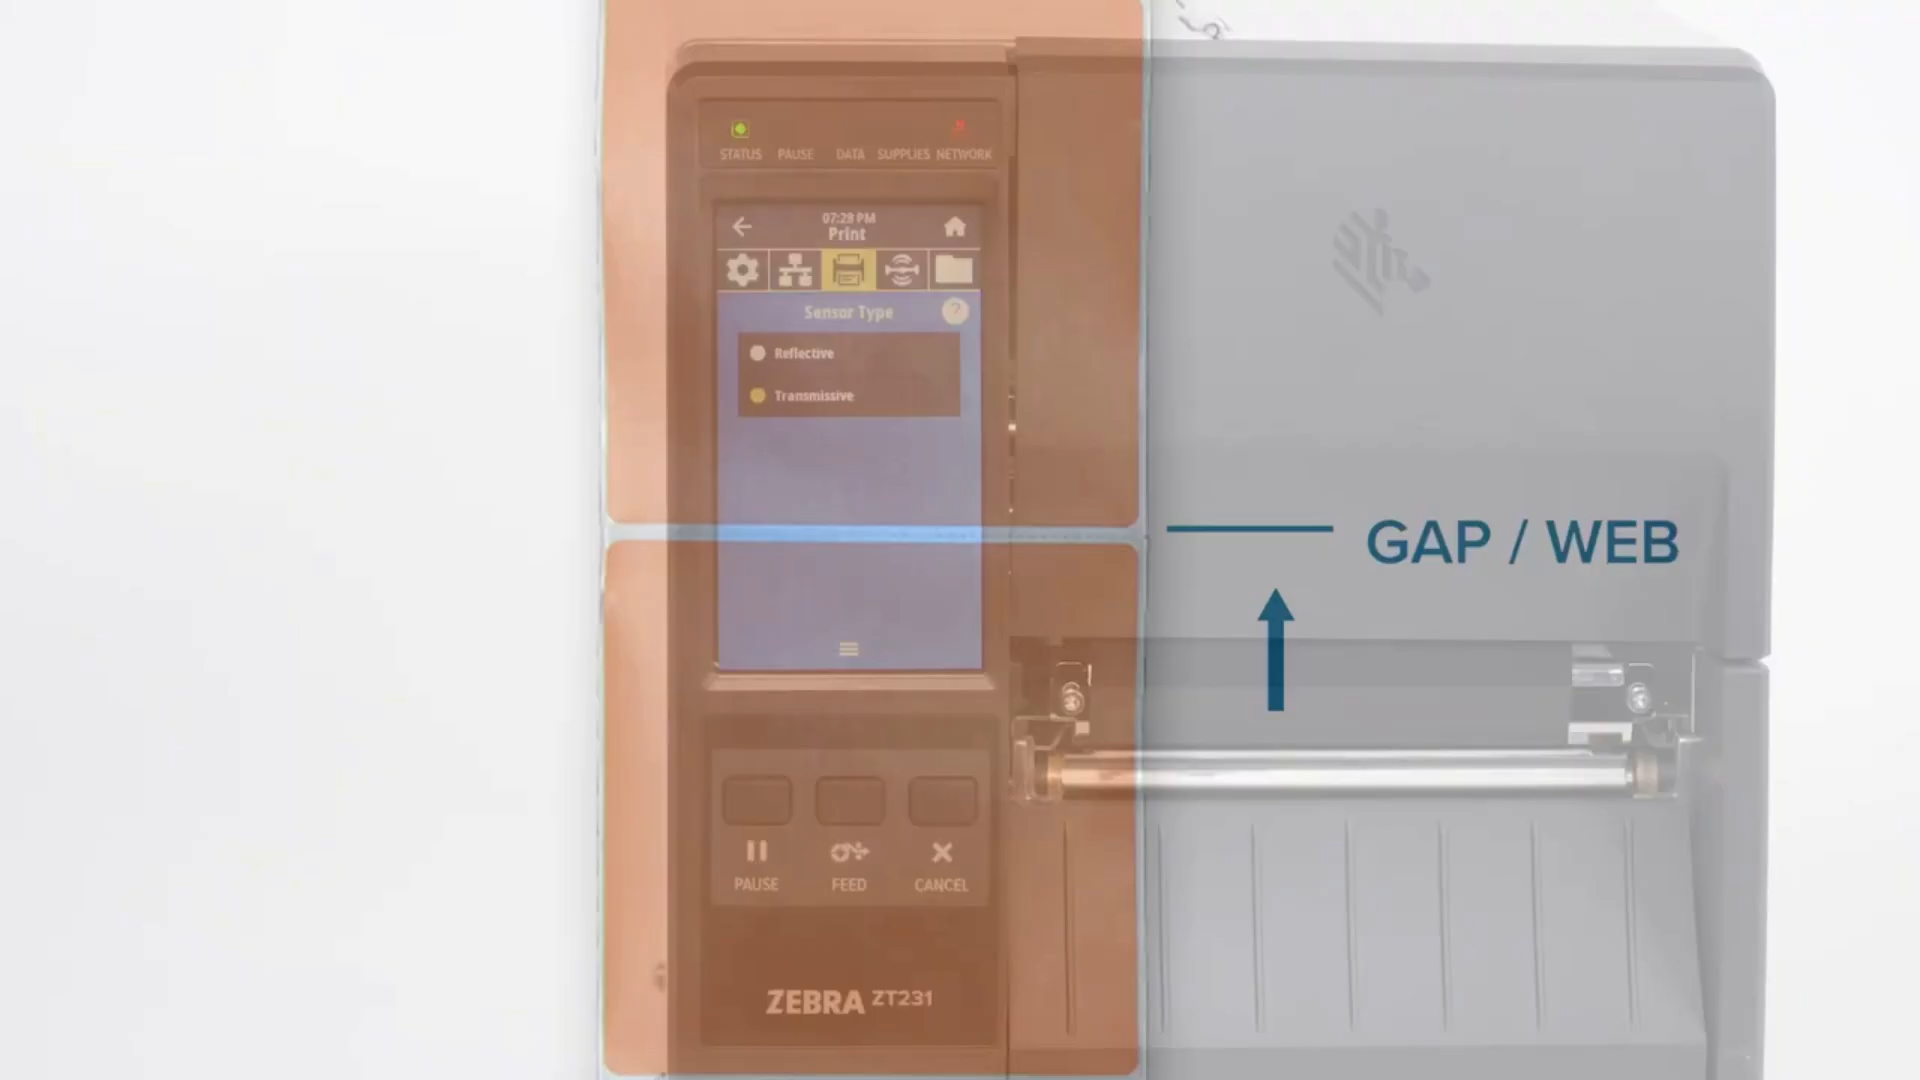 STATUS PAUSE DATA SUPPLIES NETWORK
07:28 PM
Print
Sensor Type
?
Reflective
Transmissive
GAP / WEB
PAUSE FEED CANCEL
ZEBRA ZT231